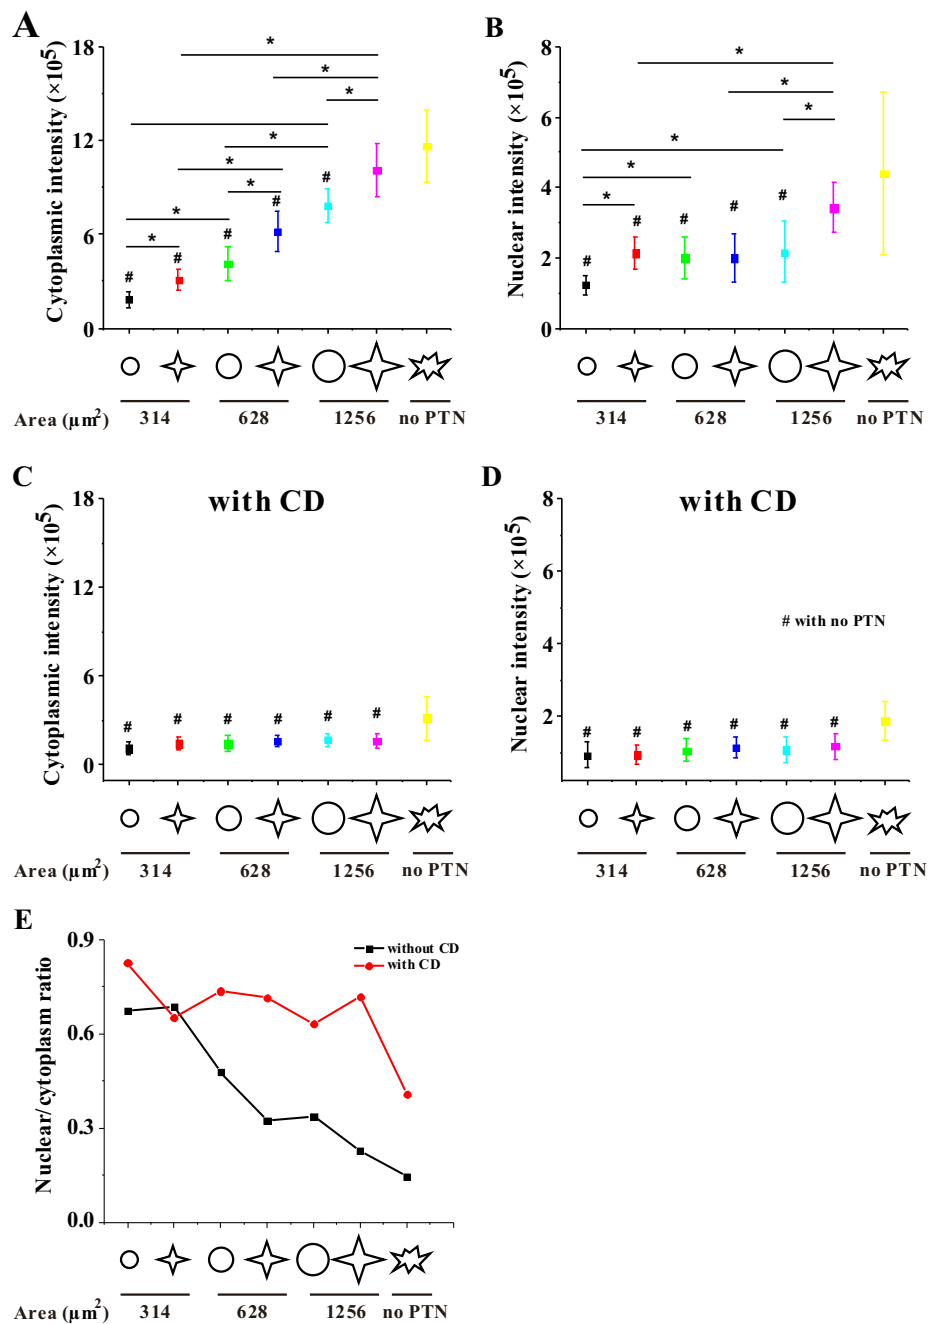 A
Cytoplasmic intensity (×10⁵)
18
12
6
0
* * * * * * * *
# # # # #
Area (µm²) 314 628 1256 no PTN
B
Nuclear intensity (×10⁵)
8
6
4
2
0
* * * * * *
# # # # #
314 628 1256 no PTN
C
with CD
Cytoplasmic intensity (×10⁵)
18
12
6
0
# # # # # #
Area (µm²) 314 628 1256 no PTN
D
with CD
Nuclear intensity (×10⁵)
8
6
4
2
# with no PTN
# # # # # #
314 628 1256 no PTN
E
Nuclear/cytoplasm ratio
0.9
0.6
0.3
0.0
without CD
with CD
Area (µm²) 314 628 1256 no PTN